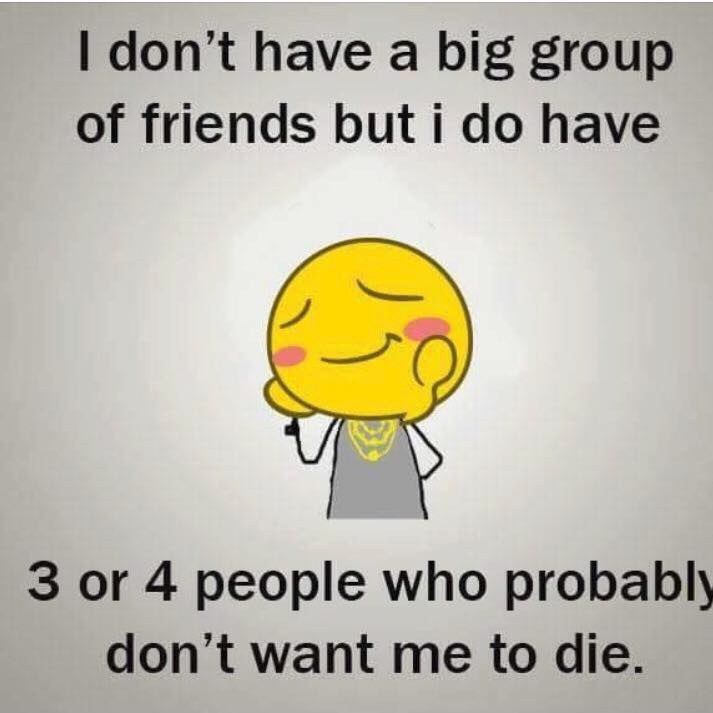 I don't have a big group
of friends but i do have
3 or 4 people who probably
don't want me to die.